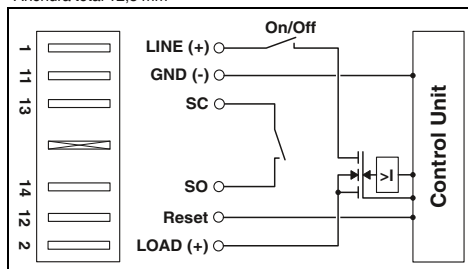 On/Off
1
LINE (+)
11
GND (-)
13
SC
14
SO
12
Reset
2
LOAD (+)
>I
Control Unit